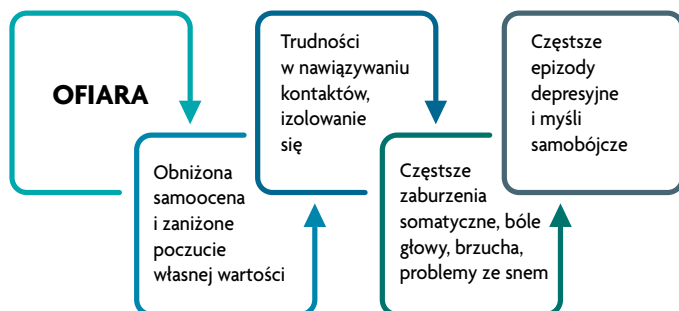 OFIARA
Obniżona
samoocena
i zaniżone
poczucie
własnej wartości
Trudności
w nawiązywaniu
kontaktów,
izolowanie
się
Częstsze
zaburzenia
somatyczne, bóle
głowy, brzucha,
problemy ze snem
Częstsze
epizody
depresyjne
i myśli
samobójcze